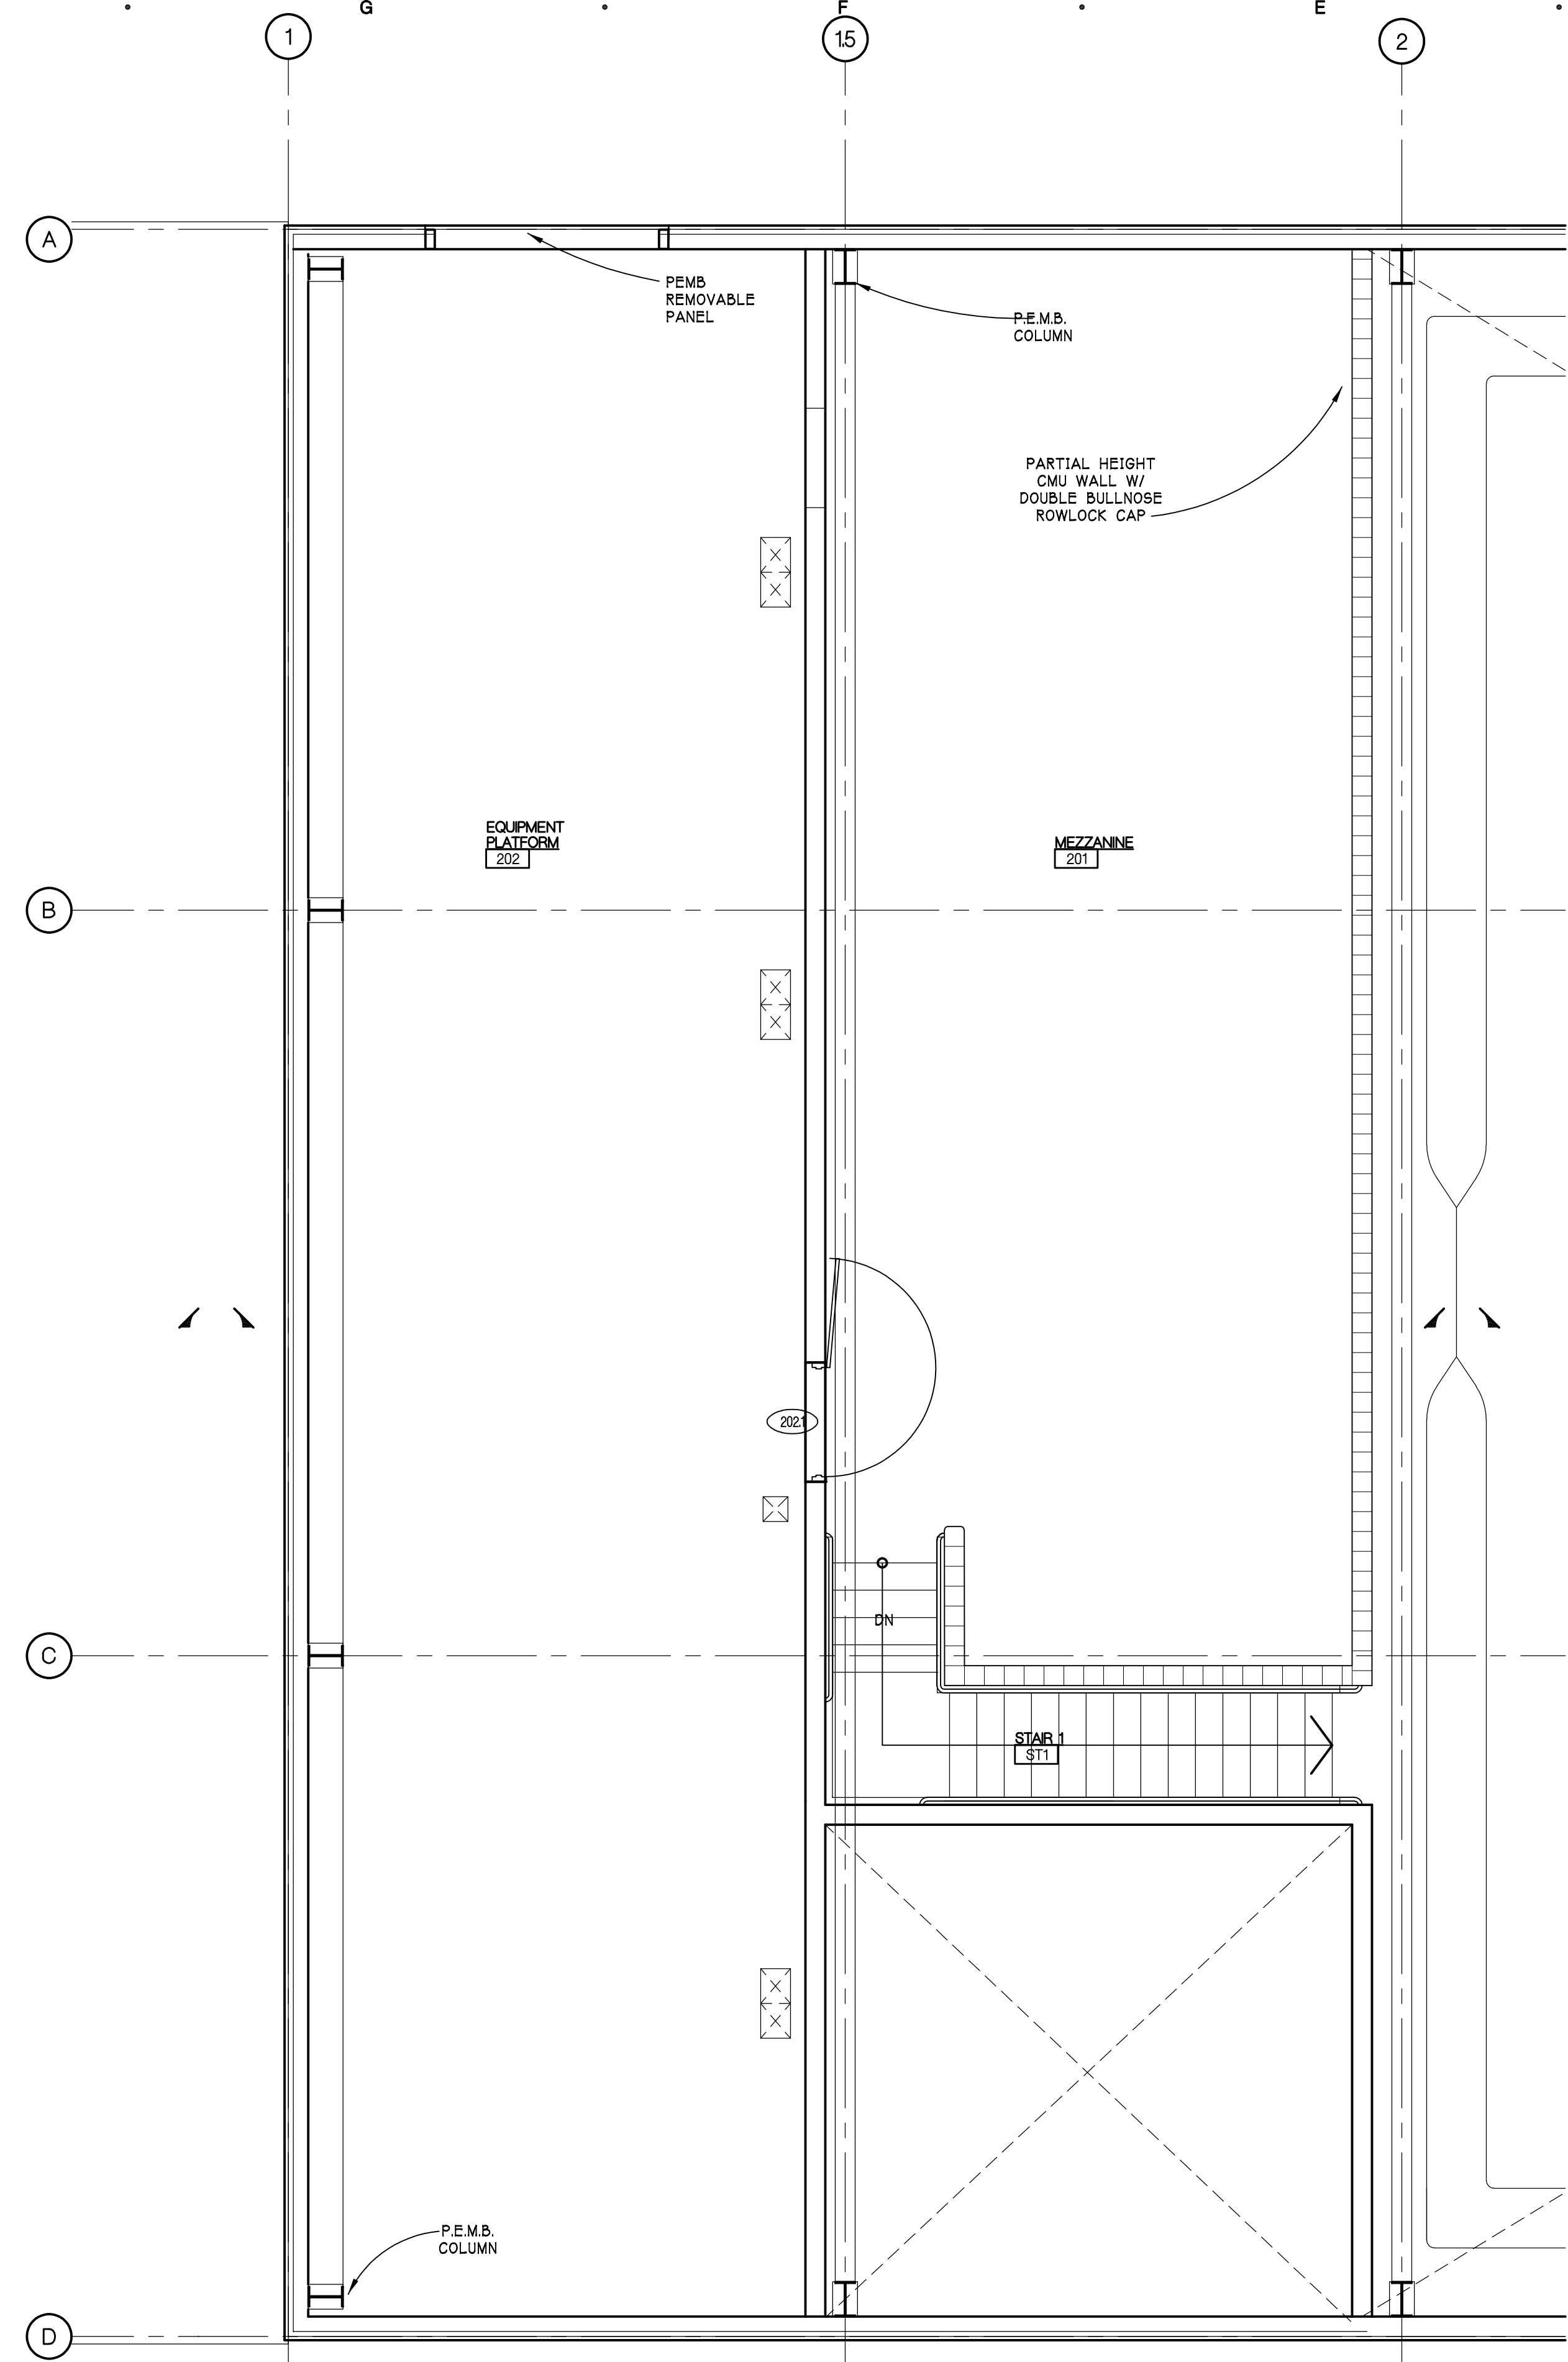 G F E
1 1.5 2
A
PEMB
REMOVABLE
PANEL
P.E.M.B.
COLUMN
PARTIAL HEIGHT
CMU WALL W/
DOUBLE BULLNOSE
ROWLOCK CAP
EQUIPMENT
PLATFORM
202
MEZZANINE
201
B
202.1
DN
C
STAIR 1
ST1
P.E.M.B.
COLUMN
D